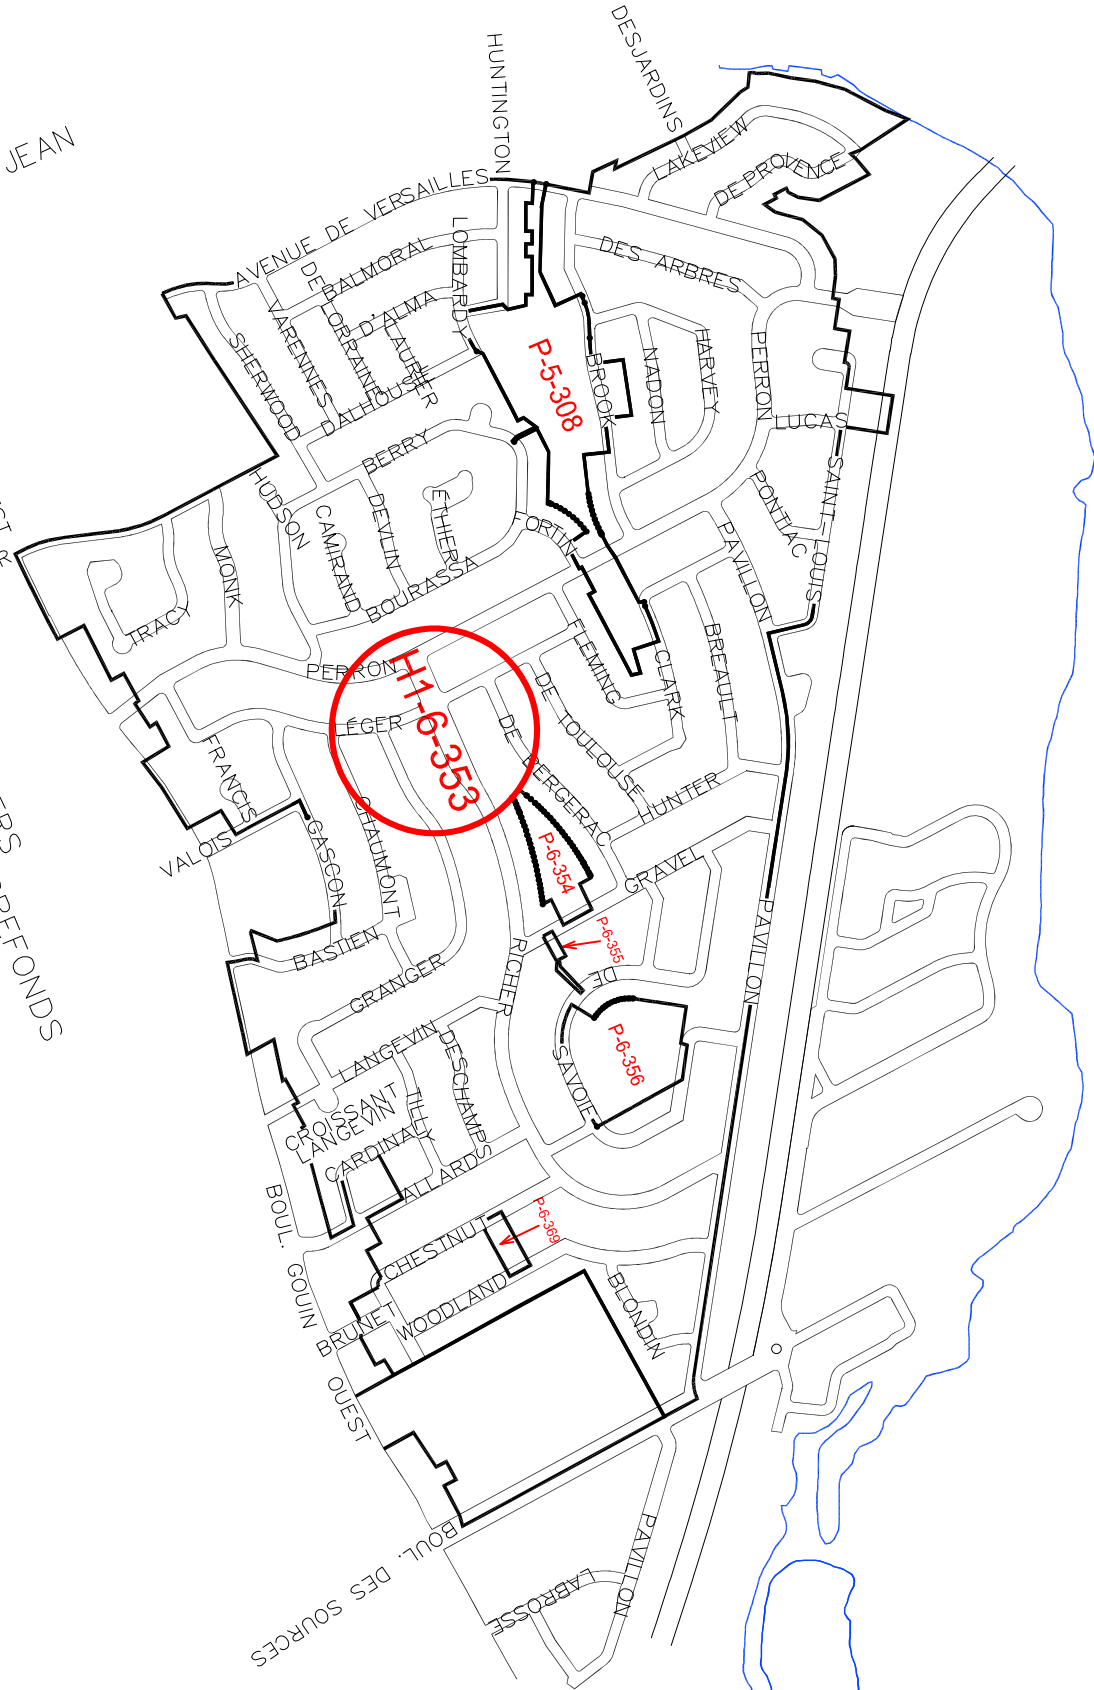 DESJARDINS
HUNTINGTON
JEAN
LAKEVIEW
DE PROVENCE
AVENUE DE VERSAILLES
LOMBARDY
BALMORAL
DE LORRAINE
D'ALMA
LAURIER
VARENNES
SHERWOOD
DALHOUSIE
DES ARBRES
PERRON
HARVEY
NADON
BROOK
P-5-308
LUCAS
SAINT-LOUIS
PONTIAC
PAVILLON
BERRY
HUDSON
DEVLIN
ETHIER
CAMIRAND
FORTIN
BOURASSA
MONK
TRACY
PERRON
LÉGER
H1-6-353
FLEMING
CLARK
BREAULT
DE TOULOUSE
DE BERGERAC
HUNTER
GRAVEL
FRANCIS
VALOIS
GASCON
CHAUMONT
P-6-354
P-6-355
PAVILLON
BASTIEN
GRANGER
RICHER
DE
SAVOIE
P-6-356
REFONDS
LANGEVIN
DESCHAMPS
TILLY
CROISSANT
LANGEVIN
CARDINAL
ALLARD
BOUL. GOUIN
OUEST
P-6-369
CHESTNUT
WOODLAND
BRUNET
BLONDIN
BOUL. DES SOURCES
PAVILLON
LABROSSE